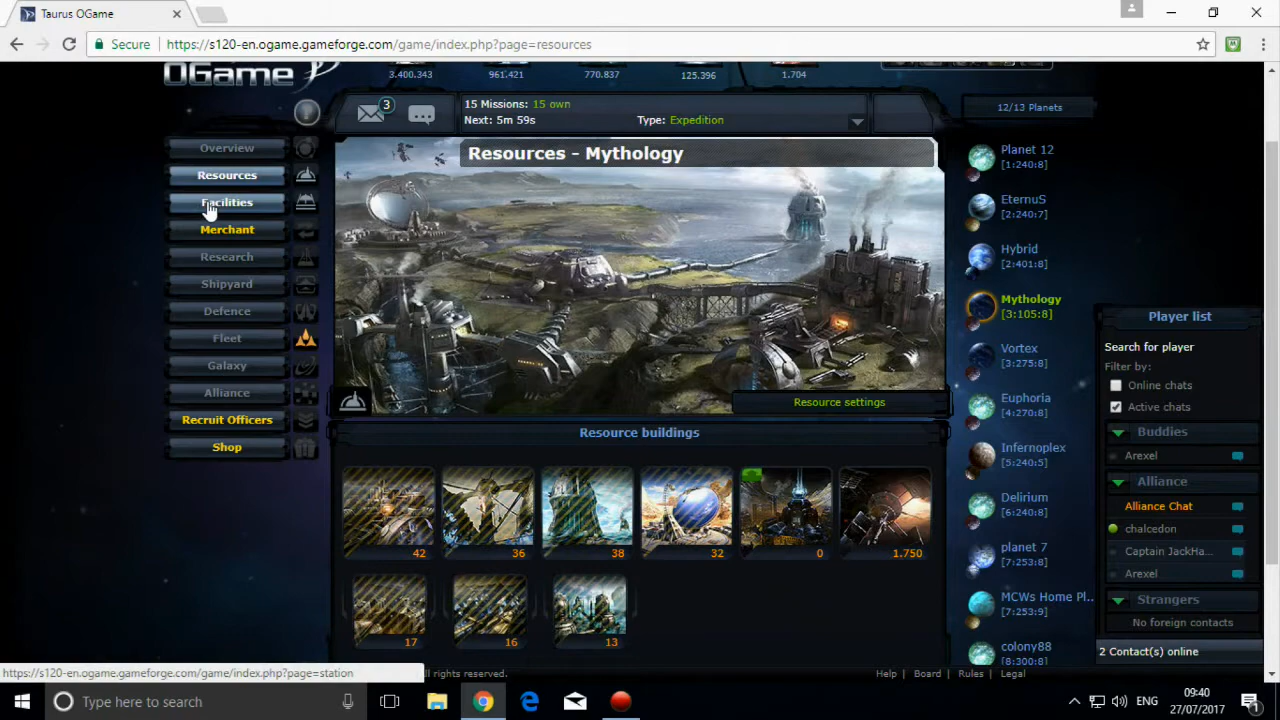 Taurus OGame
Secure
https://s120-en.ogame.gameforge.com/game/index.php?page=resources
OGame
3.400.343
961.421
770.837
125.396
1.704
3
15 Missions: 15 own
Next: 5m 59s
Type: Expedition
12/13 Planets
Overview
Resources
Facilities
Merchant
Research
Shipyard
Defence
Fleet
Galaxy
Alliance
Recruit Officers
Shop
Resources - Mythology
Resource settings
Resource buildings
42
36
38
32
0
1.750
17
16
13
Planet 12
[1:240:8]
EternuS
[2:240:7]
Hybrid
[2:401:8]
Mythology
[3:105:8]
Vortex
[3:275:8]
Euphoria
[4:270:8]
Infernoplex
[5:240:5]
Delirium
[6:240:8]
planet 7
[7:253:8]
MCWs Home Pl...
[7:253:9]
colony88
[8:300:8]
Player list
Search for player
Filter by:
Online chats
Active chats
Buddies
Arexel
Alliance
Alliance Chat
chalcedon
Captain JackHa...
Arexel
Strangers
No foreign contacts
2 Contact(s) online
https://s120-en.ogame.gameforge.com/game/index.php?page=station
all rights reserved.
Help
Board
Rules
Legal
Type here to search
ENG
09:40
27/07/2017
1